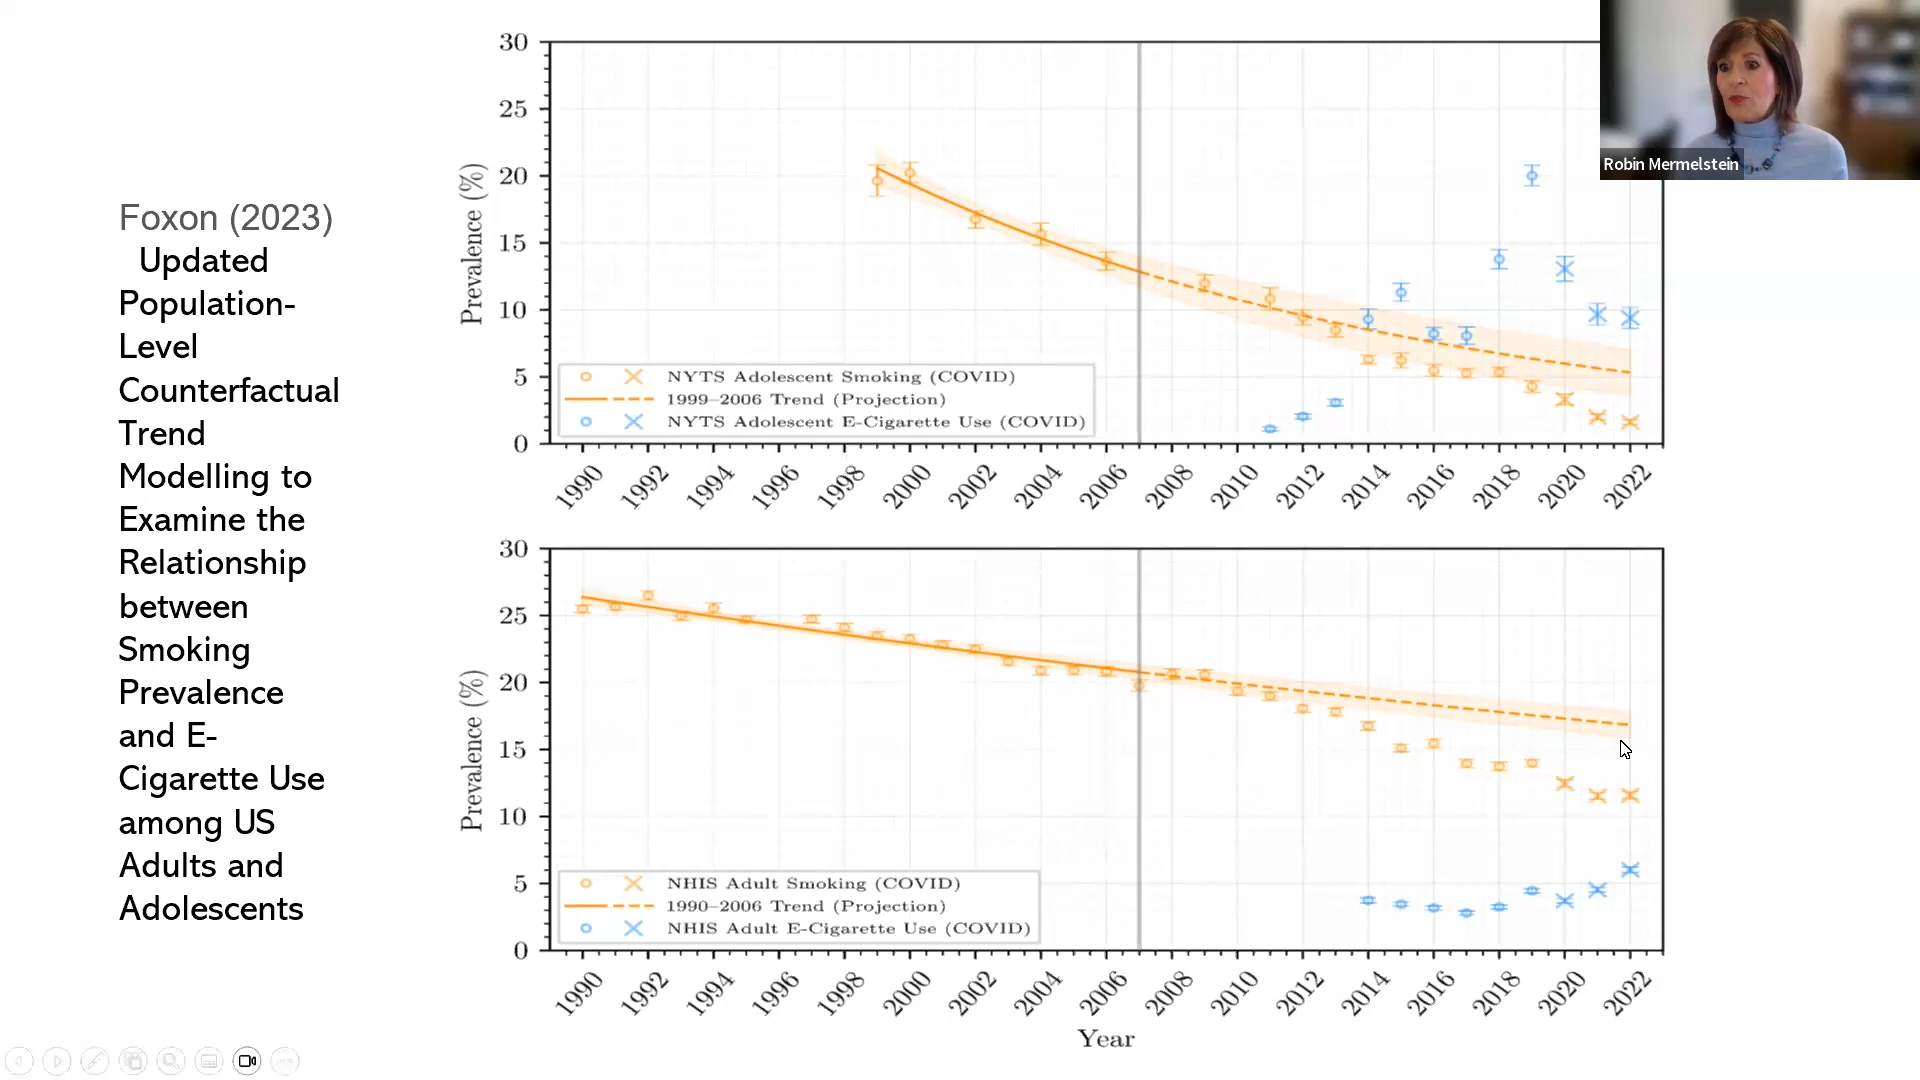 Foxon (2023)
Updated
Population-
Level
Counterfactual
Trend
Modelling to
Examine the
Relationship
between
Smoking
Prevalence
and E-
Cigarette Use
among US
Adults and
Adolescents
30
25
20
15
10
5
0
Prevalence (%)
NYTS Adolescent Smoking (COVID)
1999–2006 Trend (Projection)
NYTS Adolescent E-Cigarette Use (COVID)
1990
1992
1994
1996
1998
2000
2002
2004
2006
2008
2010
2012
2014
2016
2018
2020
2022
30
25
20
15
10
5
0
Prevalence (%)
NHIS Adult Smoking (COVID)
1990–2006 Trend (Projection)
NHIS Adult E-Cigarette Use (COVID)
1990
1992
1994
1996
1998
2000
2002
2004
2006
2008
2010
2012
2014
2016
2018
2020
2022
Year
Robin Mermelstein